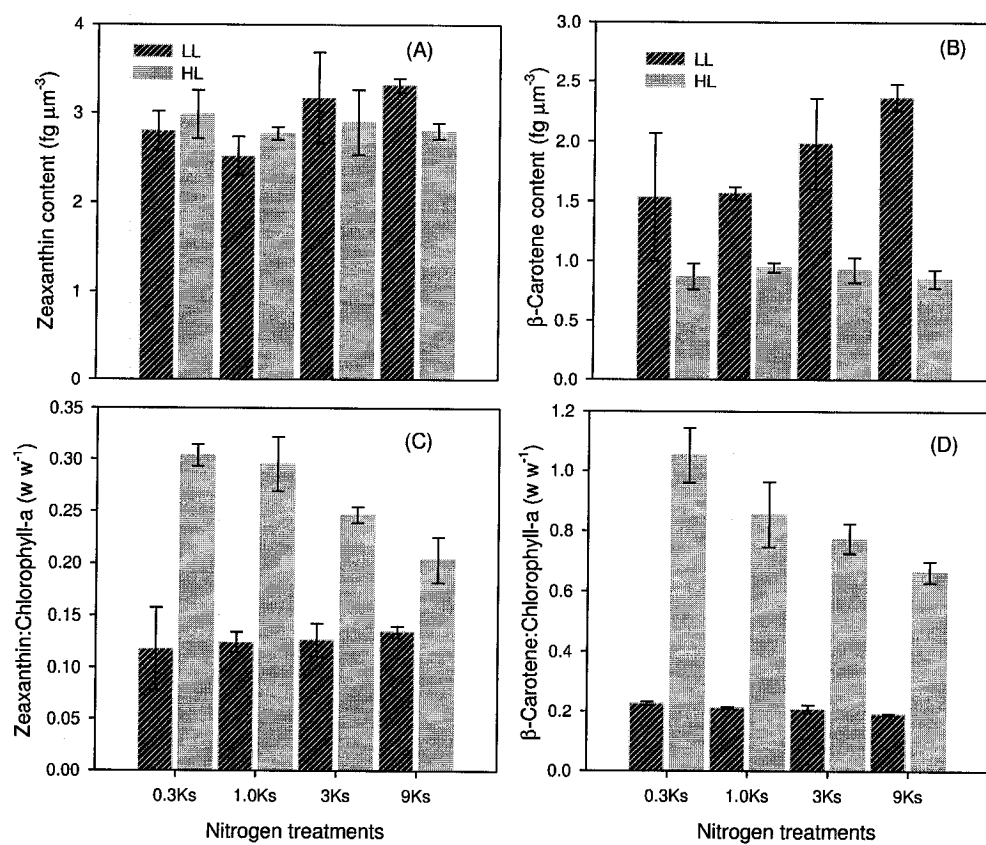 (A)
LL
HL
Zeaxanthin content (fg μm⁻³)
4
3
2
1
0
(B)
LL
HL
β-Carotene content (fg μm⁻³)
3.0
2.5
2.0
1.5
1.0
0.5
0.0
(C)
Zeaxanthin:Chlorophyll-a (w w⁻¹)
0.35
0.30
0.25
0.20
0.15
0.10
0.05
0.00
0.3Ks 1.0Ks 3Ks 9Ks
Nitrogen treatments
(D)
β-Carotene:Chlorophyll-a (w w⁻¹)
1.2
1.0
0.8
0.6
0.4
0.2
0.0
0.3Ks 1.0Ks 3Ks 9Ks
Nitrogen treatments